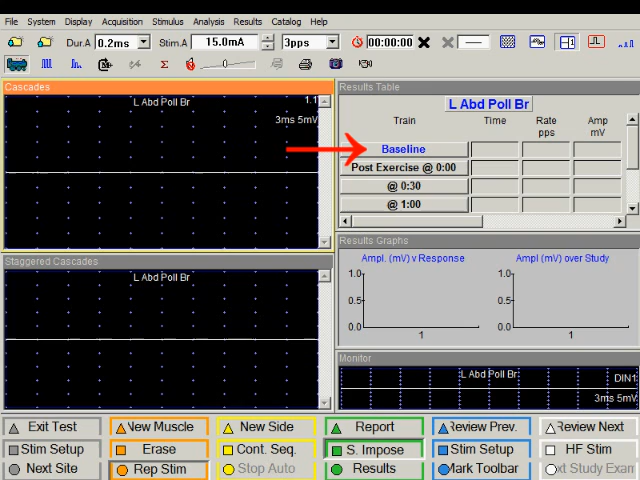 File System Display Acquisition Stimulus Analysis Results Catalog Help
Dur.A 0.2ms Stim.A 15.0mA 3pps 00:00:00
Cascades
L Abd Poll Br
1.1
3ms 5mV
Results Table
L Abd Poll Br
Train Time Rate pps Amp mV
Baseline
Post Exercise @ 0:00
@ 0:30
@ 1:00
Results Graphs
Ampl. (mV) v Response
1.0
0.5
0.0
1
Ampl (mV) over Study
1.0
0.5
0.0
1
Staggered Cascades
L Abd Poll Br
Monitor
L Abd Poll Br
DIN1
3ms 5mV
Exit Test New Muscle New Side Report Review Prev. Review Next
Stim Setup Erase Cont. Seq. S. Impose Stim Setup HF Stim
Next Site Rep Stim Stop Auto Results Mark Toolbar xt Study Exam